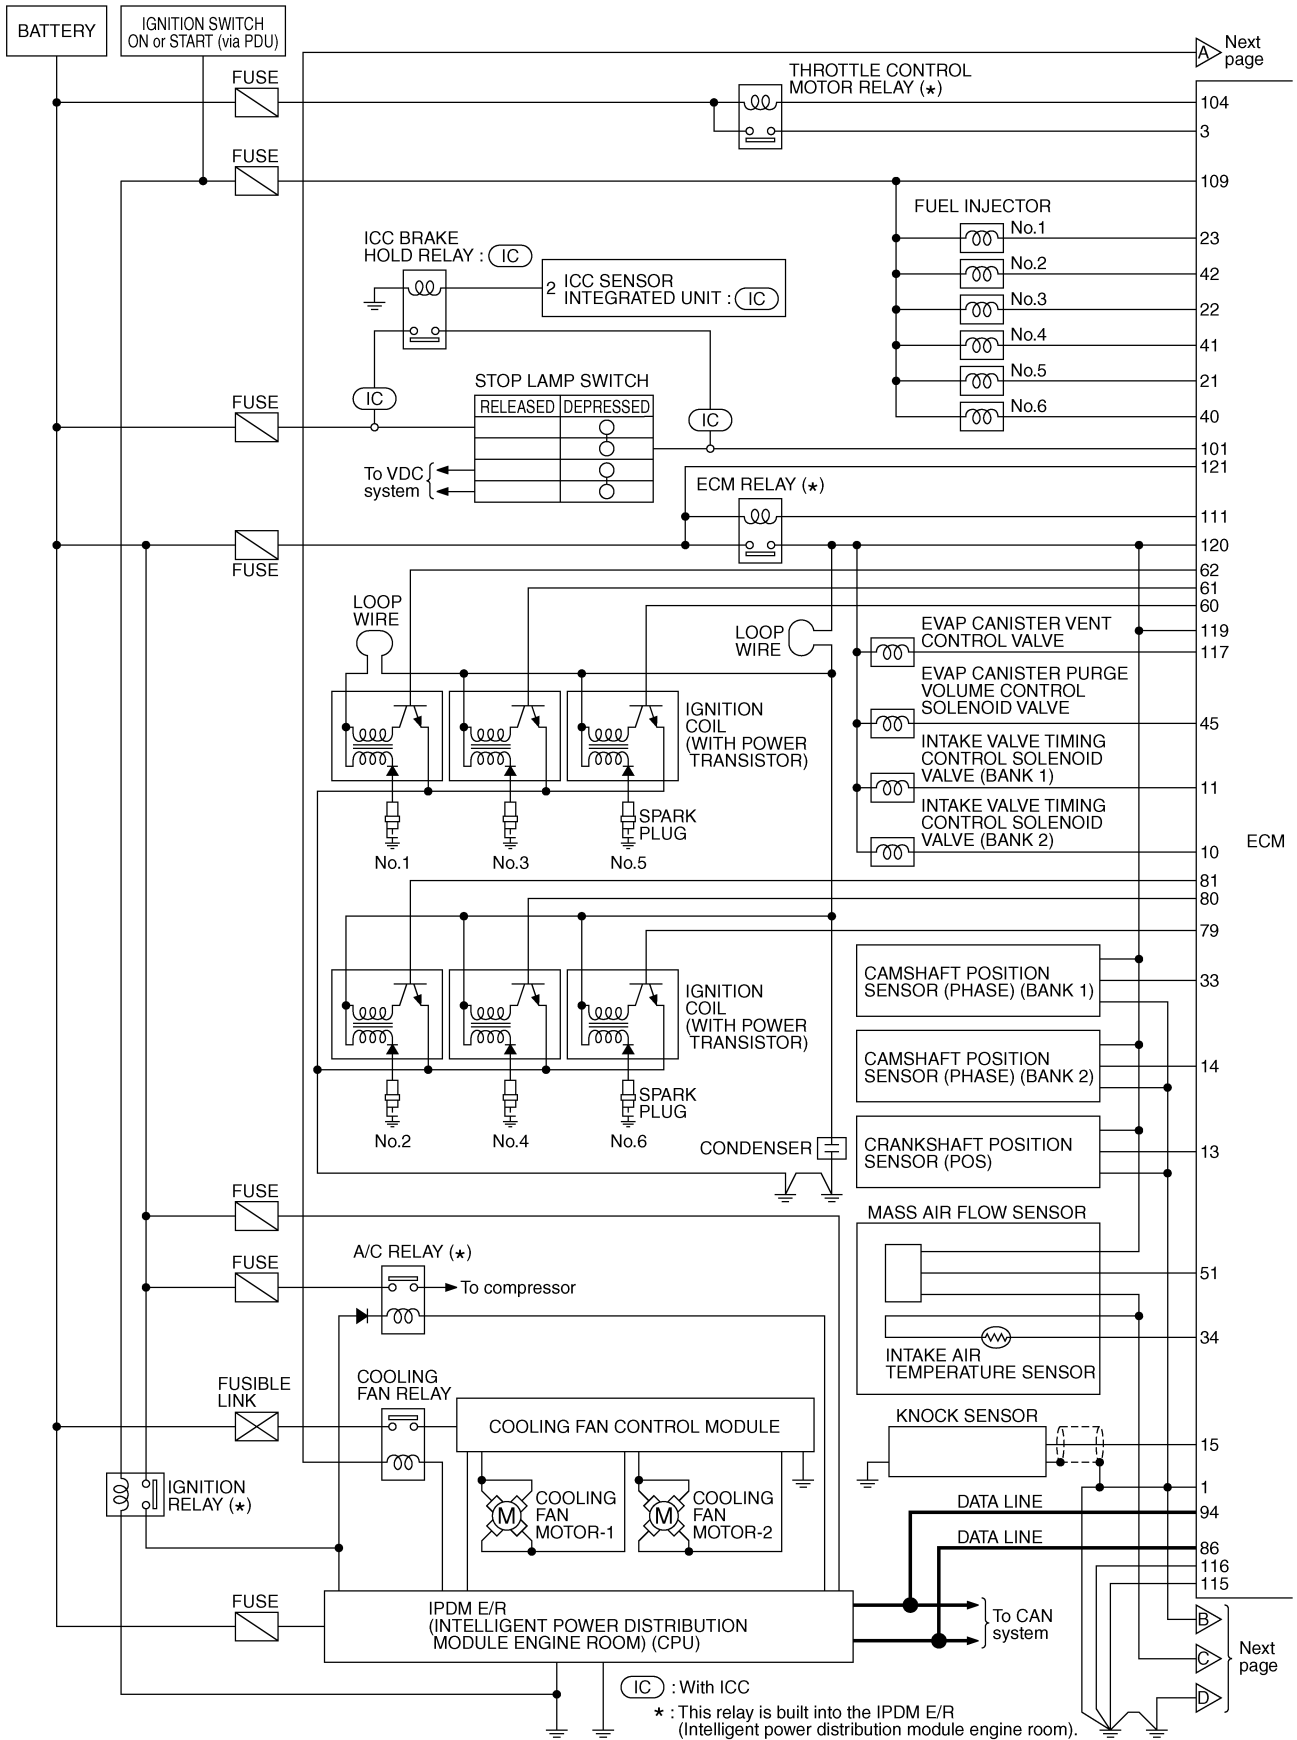 BATTERY
IGNITION SWITCH
ON or START (via PDU)
A
Next
page
FUSE
THROTTLE CONTROL
MOTOR RELAY (*)
104
3
FUSE
109
FUEL INJECTOR
No.1
23
ICC BRAKE
HOLD RELAY : IC
2
ICC SENSOR
INTEGRATED UNIT : IC
No.2
42
No.3
22
No.4
41
No.5
21
No.6
40
STOP LAMP SWITCH
RELEASED
DEPRESSED
IC
IC
FUSE
101
121
To VDC
system
ECM RELAY (*)
111
120
FUSE
62
61
60
LOOP
WIRE
LOOP
WIRE
EVAP CANISTER VENT
CONTROL VALVE
119
117
EVAP CANISTER PURGE
VOLUME CONTROL
SOLENOID VALVE
45
IGNITION
COIL
(WITH POWER
TRANSISTOR)
INTAKE VALVE TIMING
CONTROL SOLENOID
VALVE (BANK 1)
11
INTAKE VALVE TIMING
CONTROL SOLENOID
VALVE (BANK 2)
10
SPARK
PLUG
No.1
No.3
No.5
ECM
81
80
79
CAMSHAFT POSITION
SENSOR (PHASE) (BANK 1)
33
IGNITION
COIL
(WITH POWER
TRANSISTOR)
CAMSHAFT POSITION
SENSOR (PHASE) (BANK 2)
14
SPARK
PLUG
No.2
No.4
No.6
CONDENSER
CRANKSHAFT POSITION
SENSOR (POS)
13
FUSE
MASS AIR FLOW SENSOR
FUSE
A/C RELAY (*)
To compressor
51
34
INTAKE AIR
TEMPERATURE SENSOR
FUSIBLE
LINK
COOLING
FAN RELAY
COOLING FAN CONTROL MODULE
KNOCK SENSOR
15
1
IGNITION
RELAY (*)
M
COOLING
FAN
MOTOR-1
M
COOLING
FAN
MOTOR-2
DATA LINE
94
DATA LINE
86
116
115
FUSE
IPDM E/R
(INTELLIGENT POWER DISTRIBUTION
MODULE ENGINE ROOM) (CPU)
To CAN
system
B
C
D
Next
page
IC : With ICC
* : This relay is built into the IPDM E/R
(Intelligent power distribution module engine room).